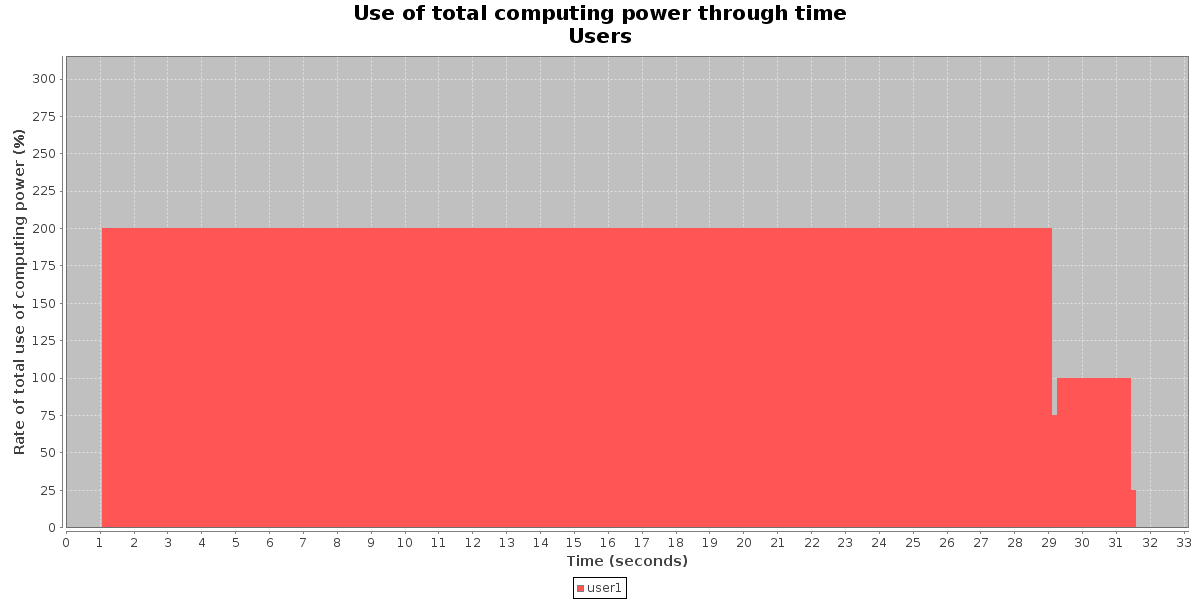 Use of total computing power through time
Users
Rate of total use of computing power (%)
300
275
250
225
200
175
150
125
100
75
50
25
0
0 1 2 3 4 5 6 7 8 9 10 11 12 13 14 15 16 17 18 19 20 21 22 23 24 25 26 27 28 29 30 31 32 33
Time (seconds)
user1